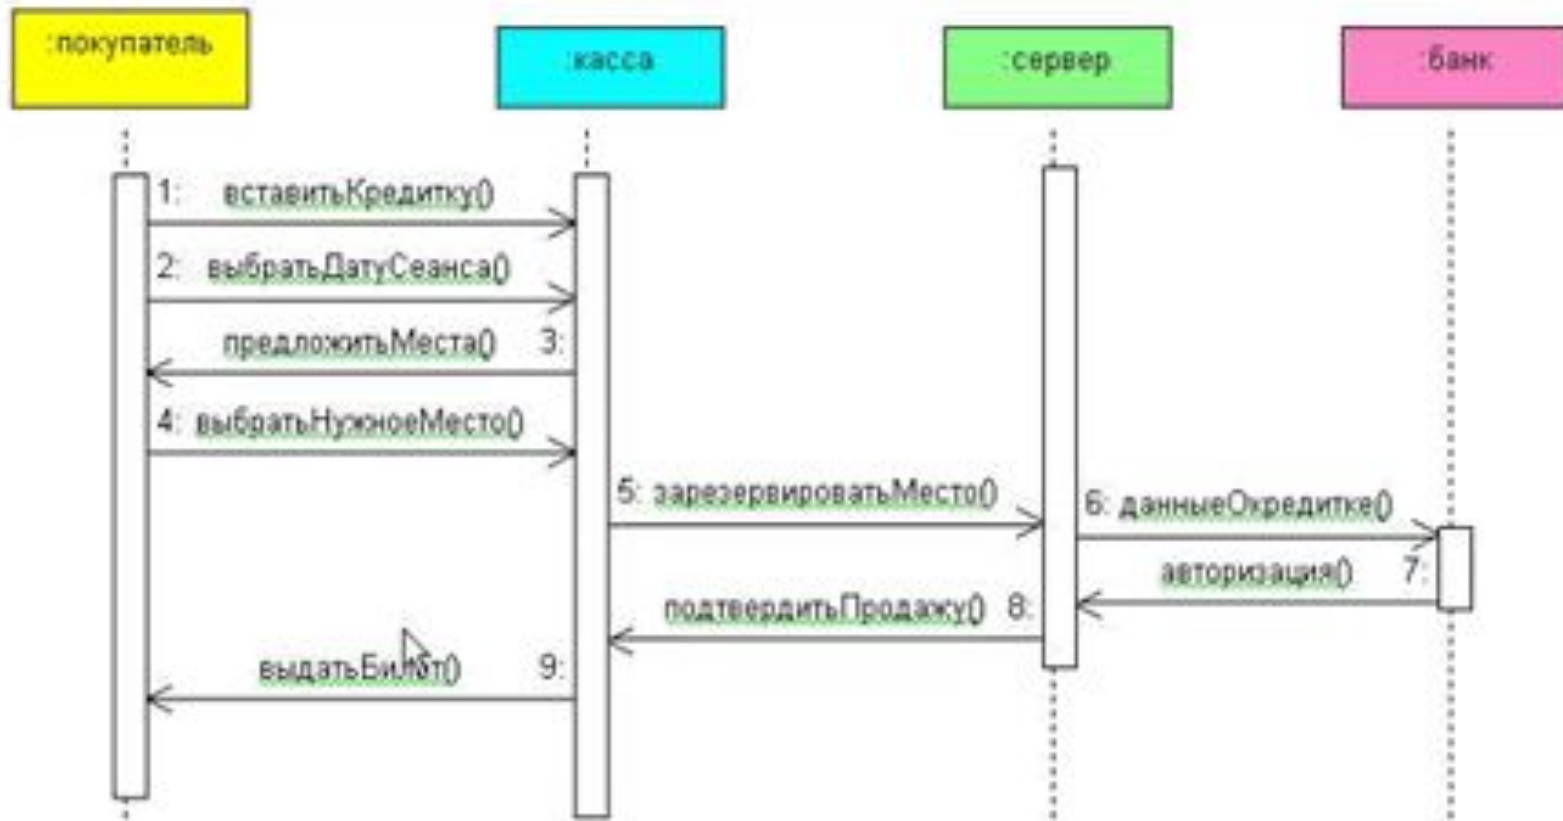 :покупатель
:касса
:сервер
:банк
1: вставитьКредитку()
2: выбратьДатуСеанса()
предложитьМеста() 3:
4: выбратьНужноеМесто()
5: зарезервироватьМесто()
6: данныеОкредитке()
авторизация() 7:
подтвердитьПродажу() 8:
выдатьБилет() 9: